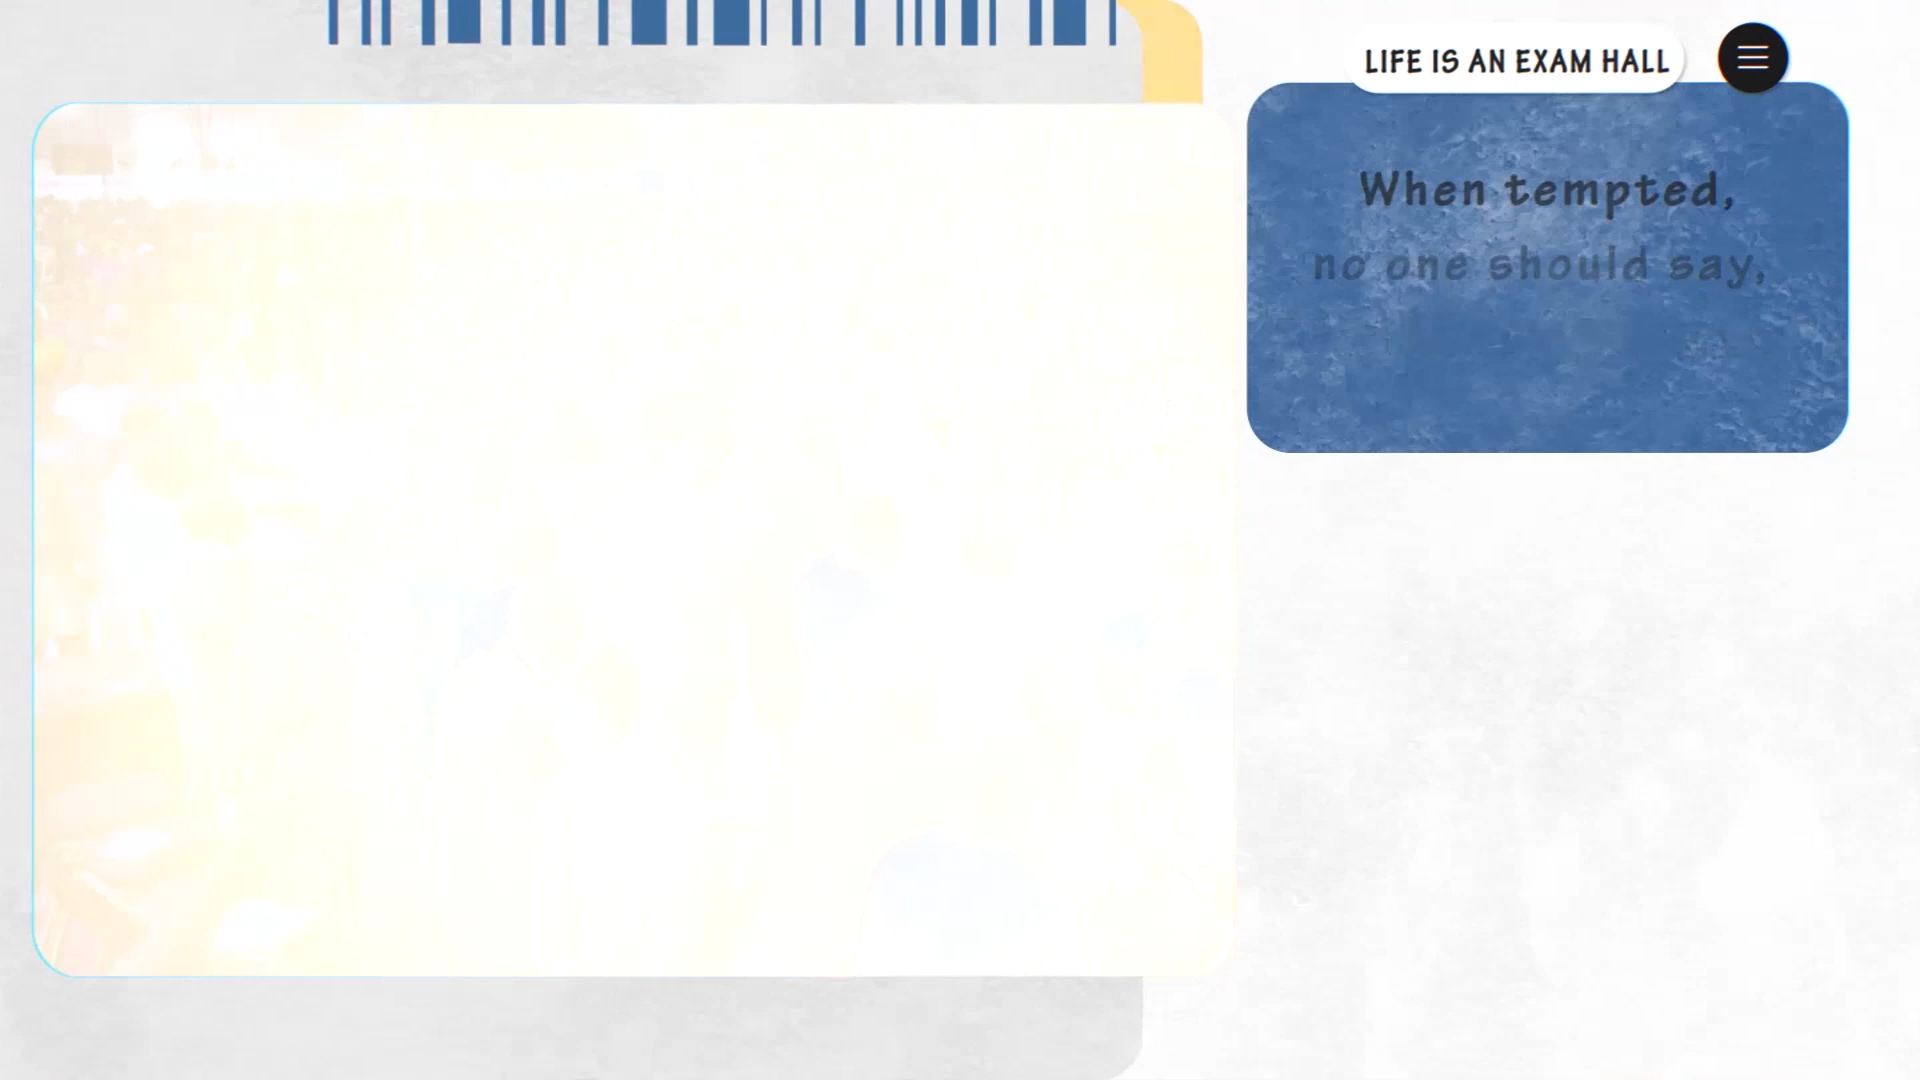 LIFE IS AN EXAM HALL
When tempted,
no one should say,